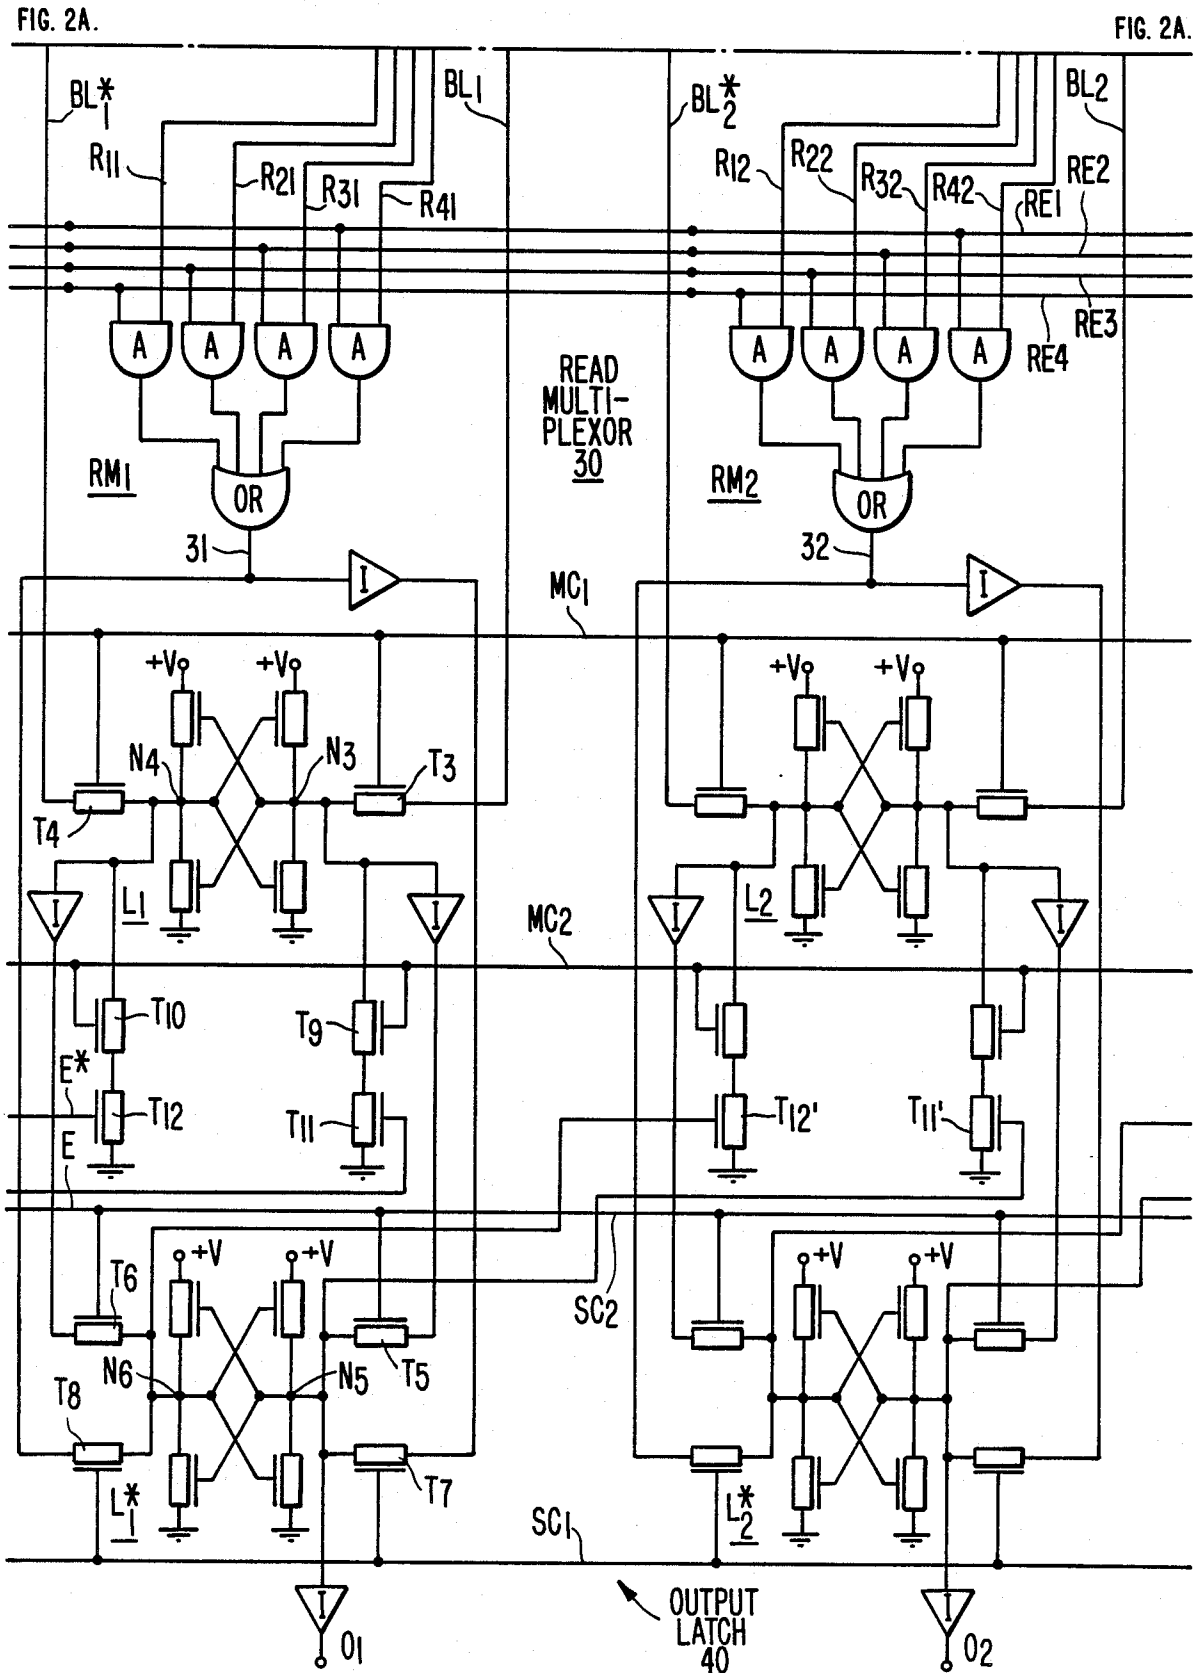 FIG. 2A.
FIG. 2A.
BL*1
BL1
BL*2
BL2
R11
R21
R31
R41
R12
R22
R32
R42
RE1
RE2
RE3
RE4
A
A
A
A
A
A
A
A
READ
MULTI-
PLEXOR
30
RM1
OR
RM2
OR
31
32
I
I
MC1
+V
+V
+V
+V
N4
N3
T3
T4
I
L1
I
I
L2
I
MC2
T10
T9
E*
T12
T11
T12'
T11'
E
+V
+V
+V
+V
T6
SC2
N6
N5
T5
T8
T7
L*1
L*2
SC1
I
I
O1
O2
OUTPUT
LATCH
40